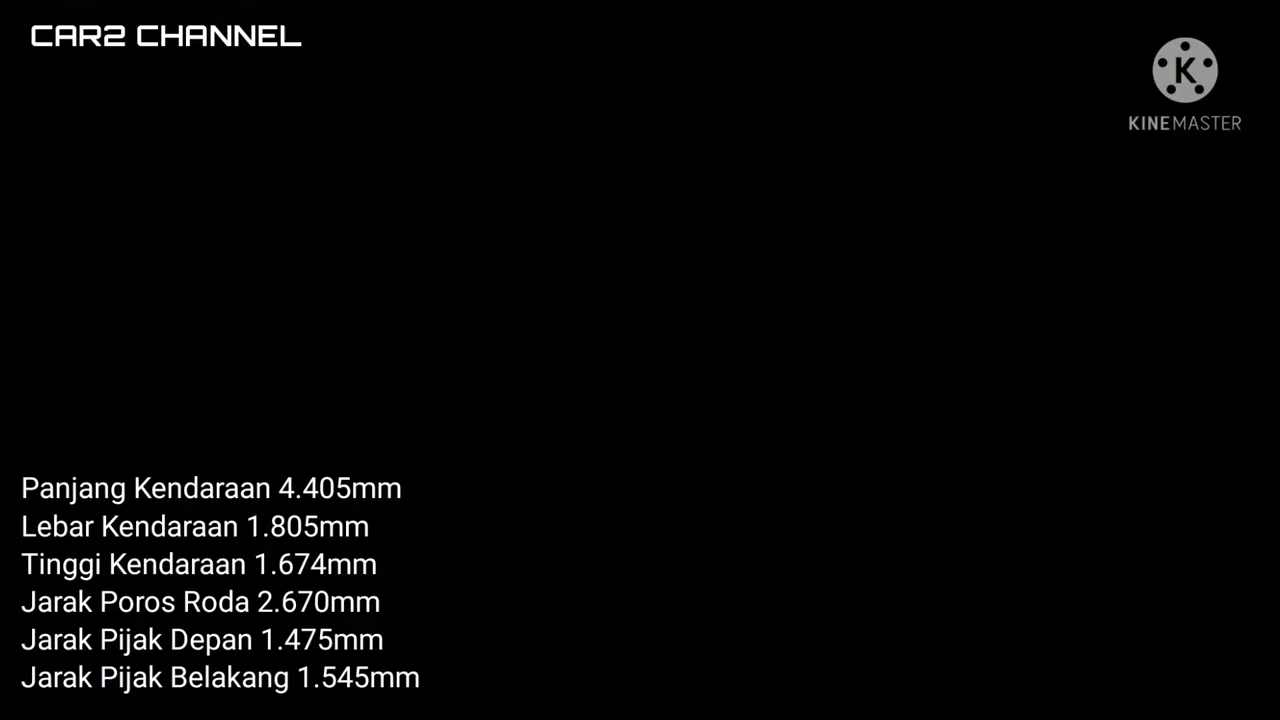 CAR2 CHANNEL
K
KINEMASTER
Panjang Kendaraan 4.405mm
Lebar Kendaraan 1.805mm
Tinggi Kendaraan 1.674mm
Jarak Poros Roda 2.670mm
Jarak Pijak Depan 1.475mm
Jarak Pijak Belakang 1.545mm